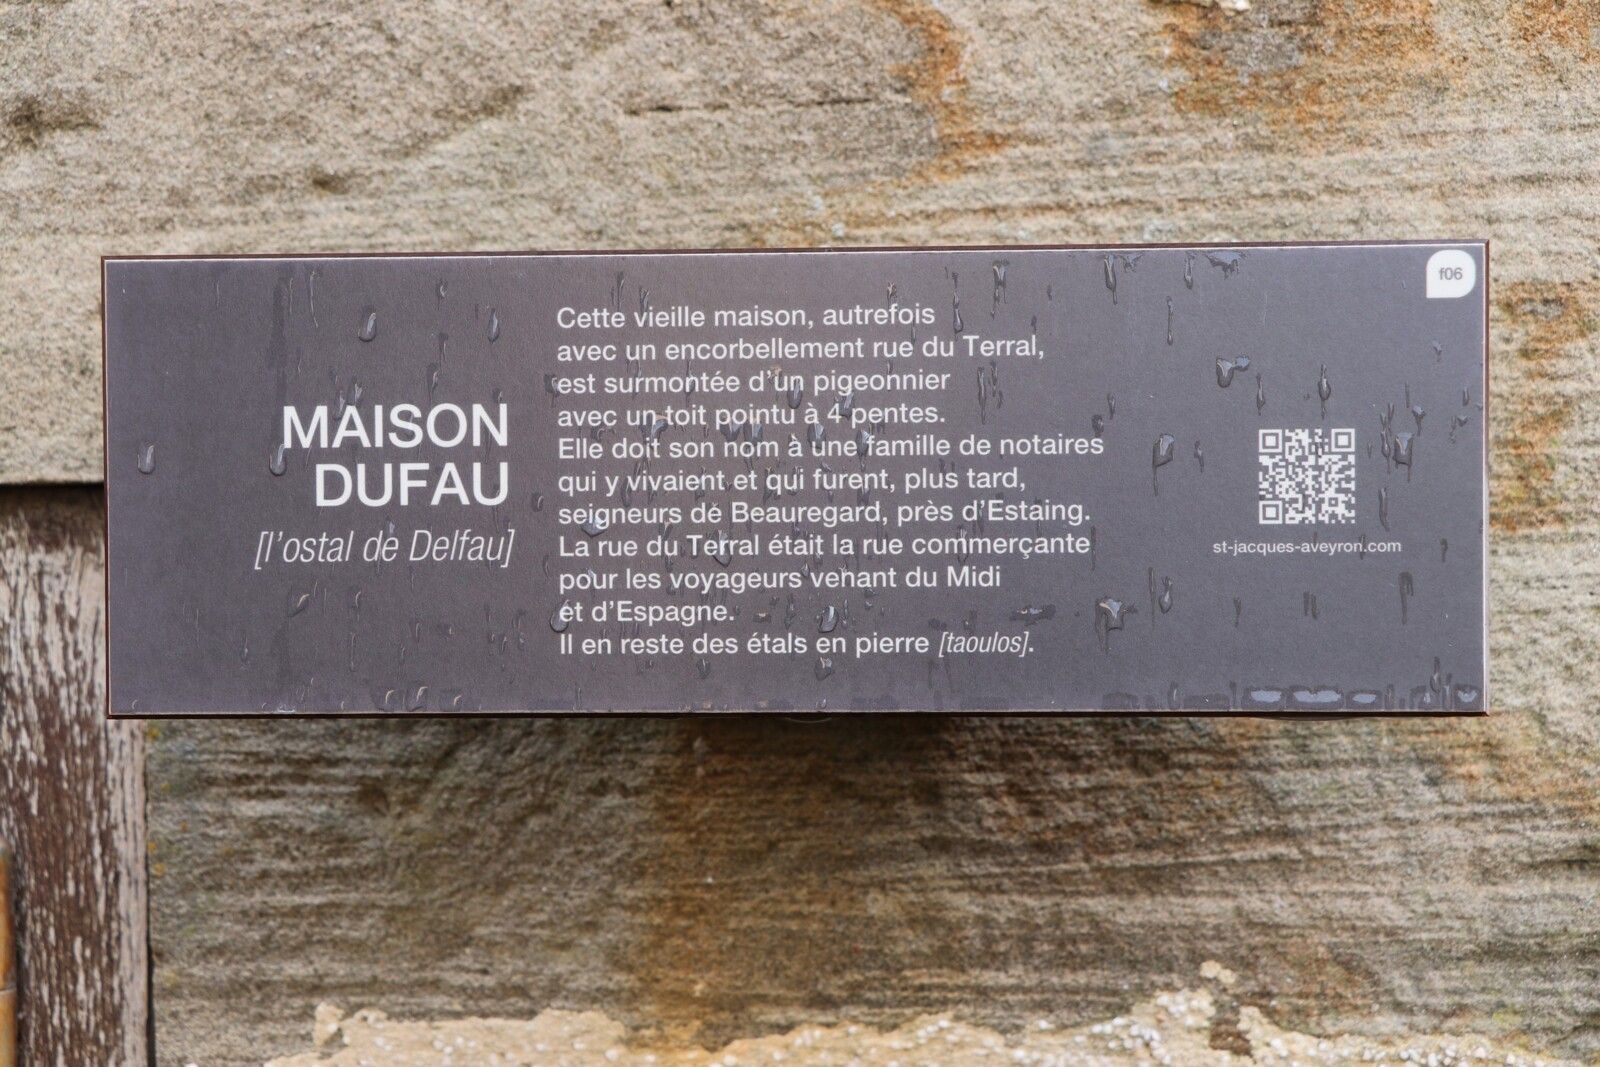 f06
MAISON
DUFAU
[l'ostal de Delfau]
Cette vieille maison, autrefois
avec un encorbellement rue du Terral,
est surmontée d'un pigeonnier
avec un toit pointu à 4 pentes.
Elle doit son nom à une famille de notaires
qui y vivaient et qui furent, plus tard,
seigneurs de Beauregard, près d'Estaing.
La rue du Terral était la rue commerçante
pour les voyageurs venant du Midi
et d'Espagne.
Il en reste des étals en pierre [taoulos].
st-jacques-aveyron.com